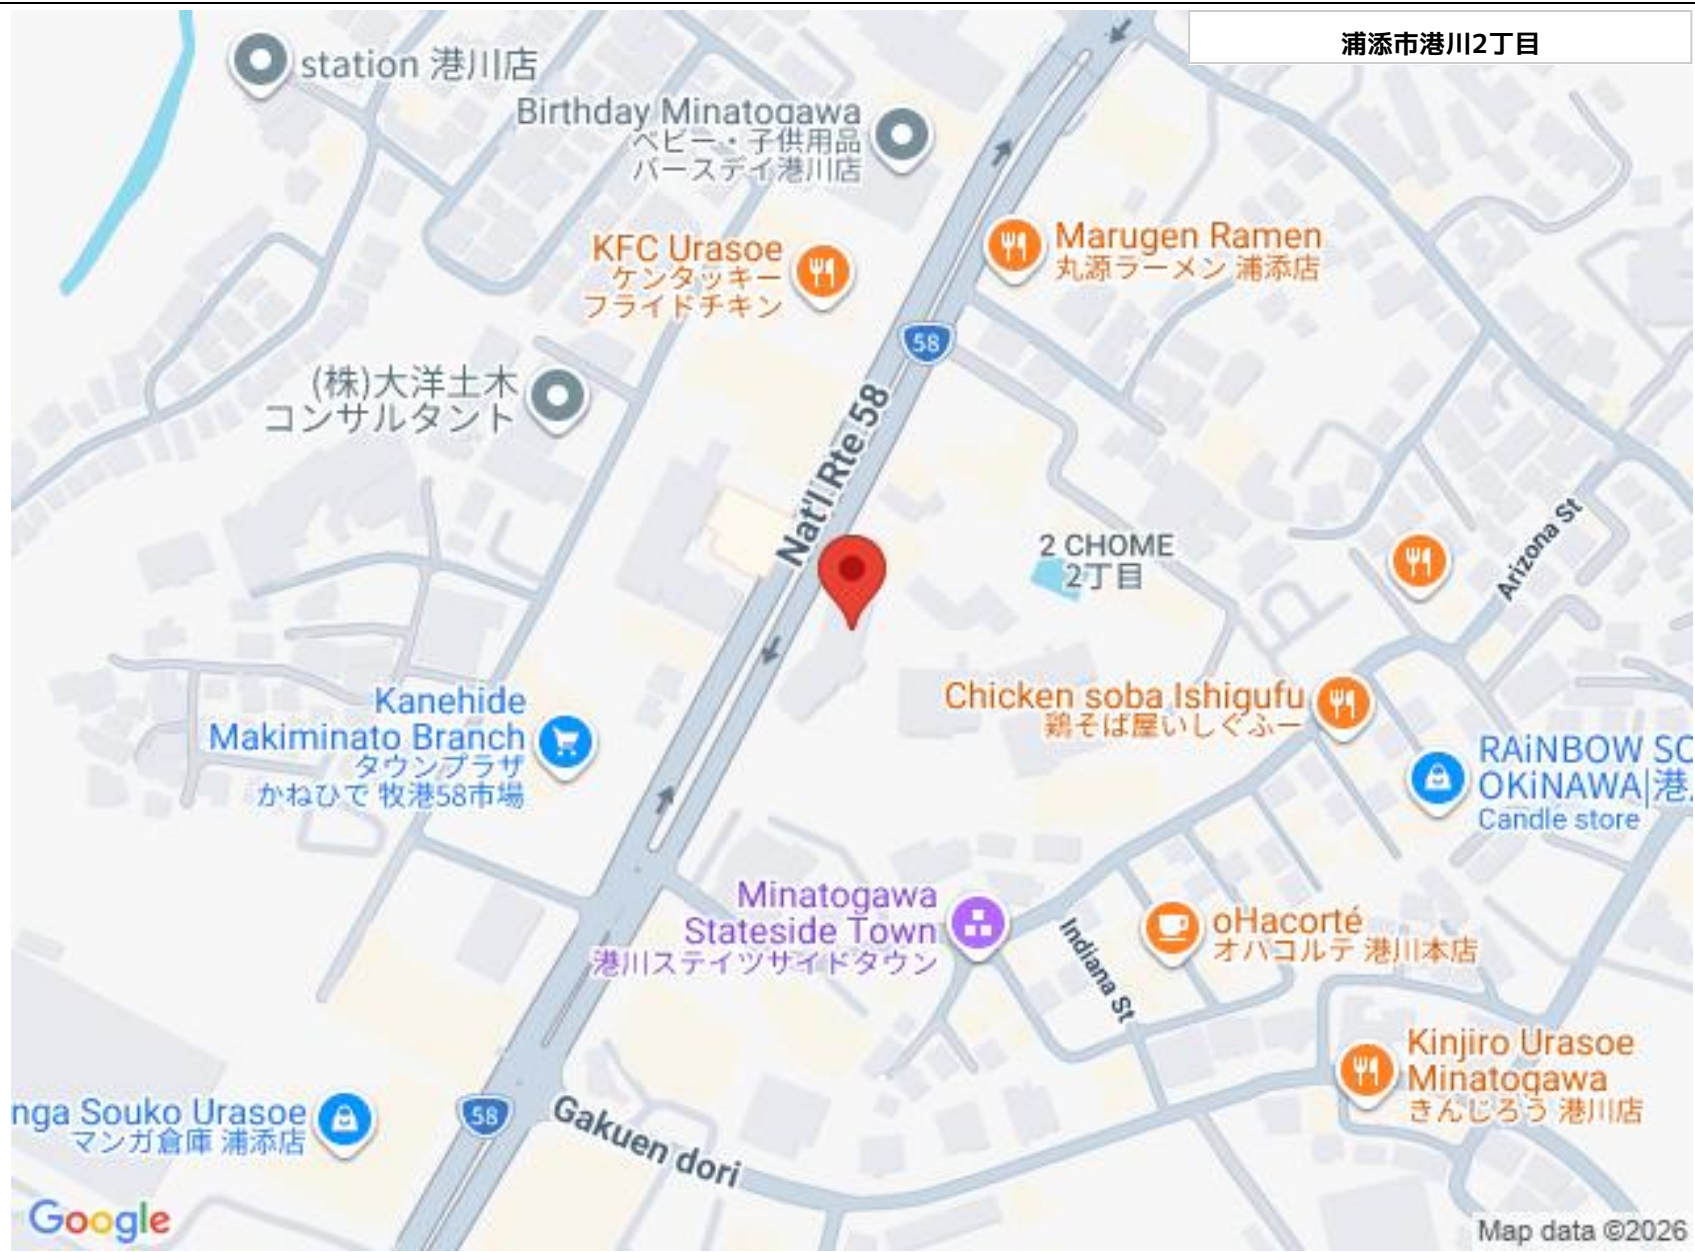 浦添市港川2丁目
station 港川店
Birthday Minatogawa
ベビー・子供用品
バースデイ港川店
KFC Urasoe
ケンタッキー
フライドチキン
Marugen Ramen
丸源ラーメン 浦添店
58
(株)大洋土木
コンサルタント
Nat'l Rte 58
2 CHOME
2丁目
Arizona St
Kanehide
Makiminato Branch
タウンプラザ
かねひで 牧港58市場
Chicken soba Ishigufu
鶏そば屋いしぐふー
RAiNBOW SC
OKiNAWA|港
Candle store
Minatogawa
Stateside Town
港川ステイツサイドタウン
Indiana St
oHacorté
オハコルテ 港川本店
Kinjiro Urasoe
Minatogawa
きんじろう 港川店
nga Souko Urasoe
マンガ倉庫 浦添店
58
Gakuen dori
Google
Map data ©2026